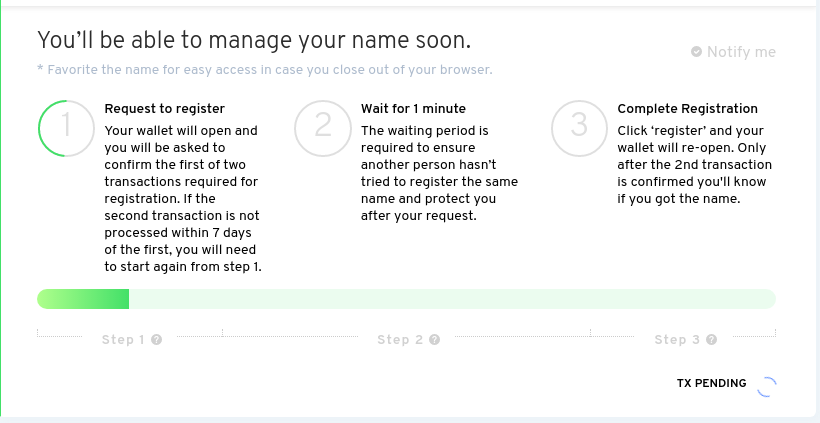 You’ll be able to manage your name soon.
Notify me
* Favorite the name for easy access in case you close out of your browser.
1
Request to register
Your wallet will open and
you will be asked to
confirm the first of two
transactions required for
registration. If the
second transaction is not
processed within 7 days
of the first, you will need
to start again from step 1.
2
Wait for 1 minute
The waiting period is
required to ensure
another person hasn’t
tried to register the same
name and protect you
after your request.
3
Complete Registration
Click ‘register’ and your
wallet will re-open. Only
after the 2nd transaction
is confirmed you'll know
if you got the name.
Step 1 ?
Step 2 ?
Step 3 ?
TX PENDING